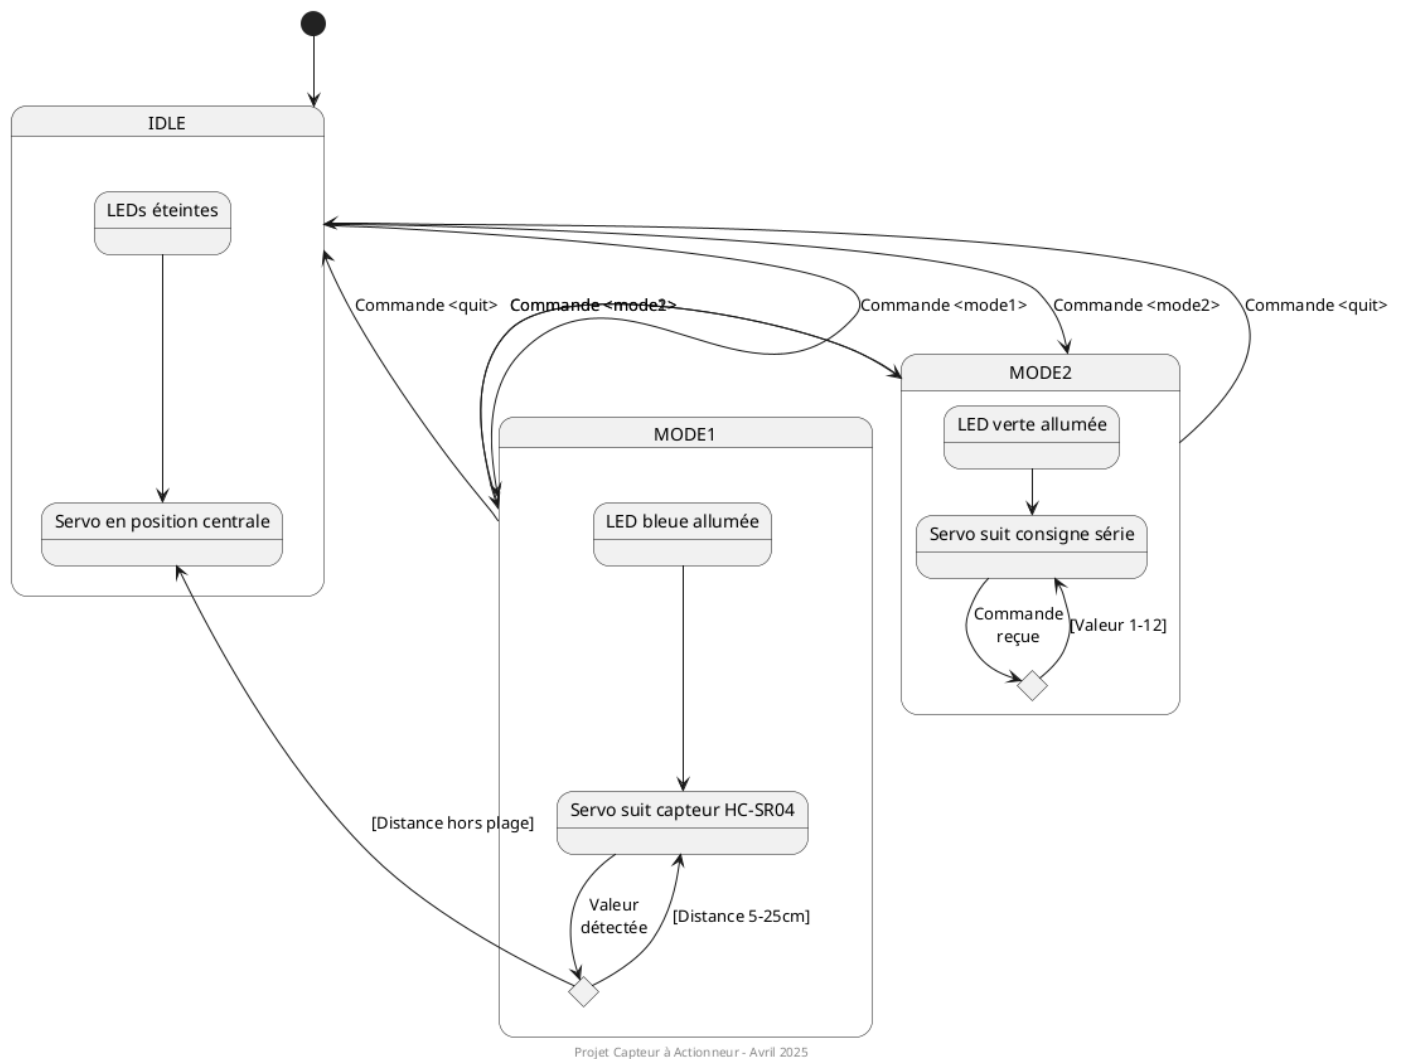 IDLE
LEDs éteintes
Servo en position centrale
Commande <quit>
Commande <mode2>
Commande <mode1>
Commande <mode2>
Commande <quit>
MODE2
LED verte allumée
Servo suit consigne série
Commande
reçue
[Valeur 1-12]
MODE1
LED bleue allumée
Servo suit capteur HC-SR04
[Distance hors plage]
Valeur
détectée
[Distance 5-25cm]
Projet Capteur à Actionneur - Avril 2025